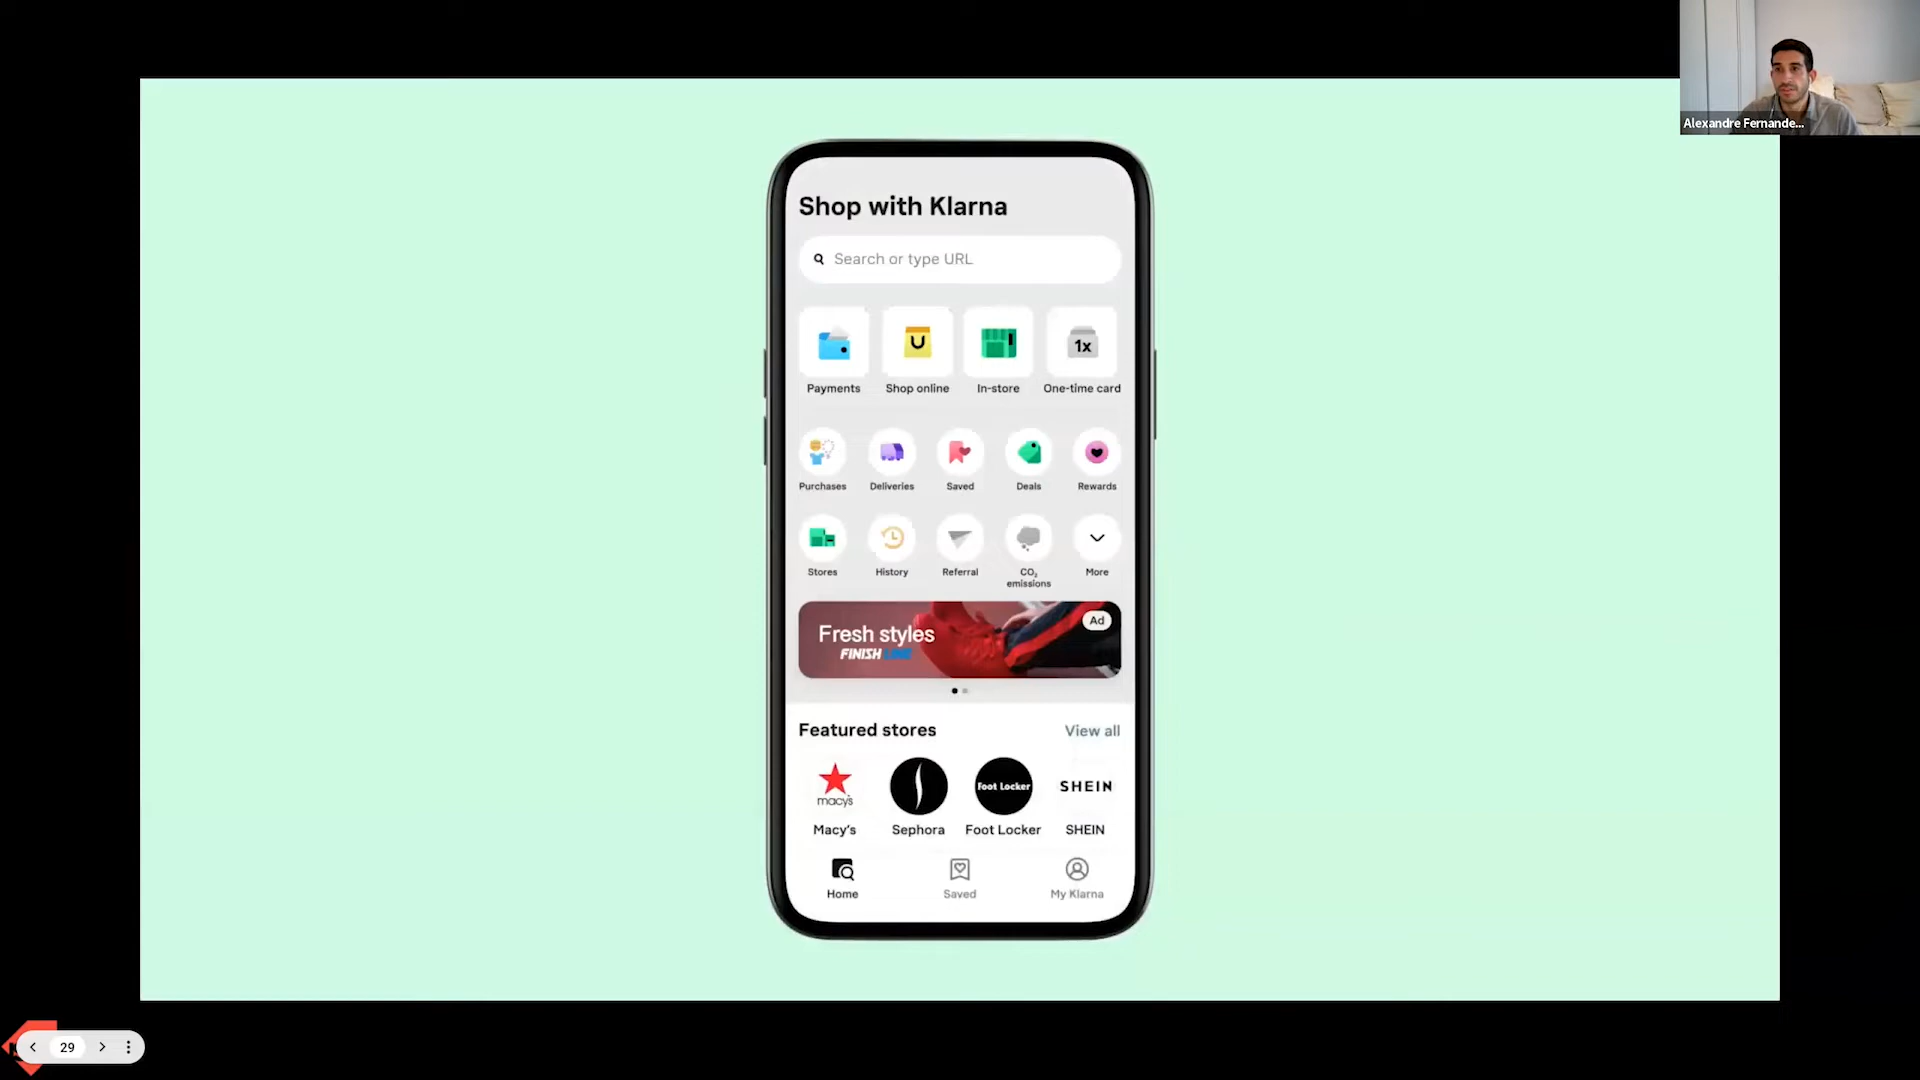 Alexandre Fernande...
Shop with Klarna
Search or type URL
1x
Payments
Shop online
In-store
One-time card
Purchases
Deliveries
Saved
Deals
Rewards
Stores
History
Referral
CO₂
emissions
More
Fresh styles
Ad
FINISH LINE
Featured stores
View all
macy's
Foot Locker
SHEIN
Macy's
Sephora
Foot Locker
SHEIN
Home
Saved
My Klarna
29